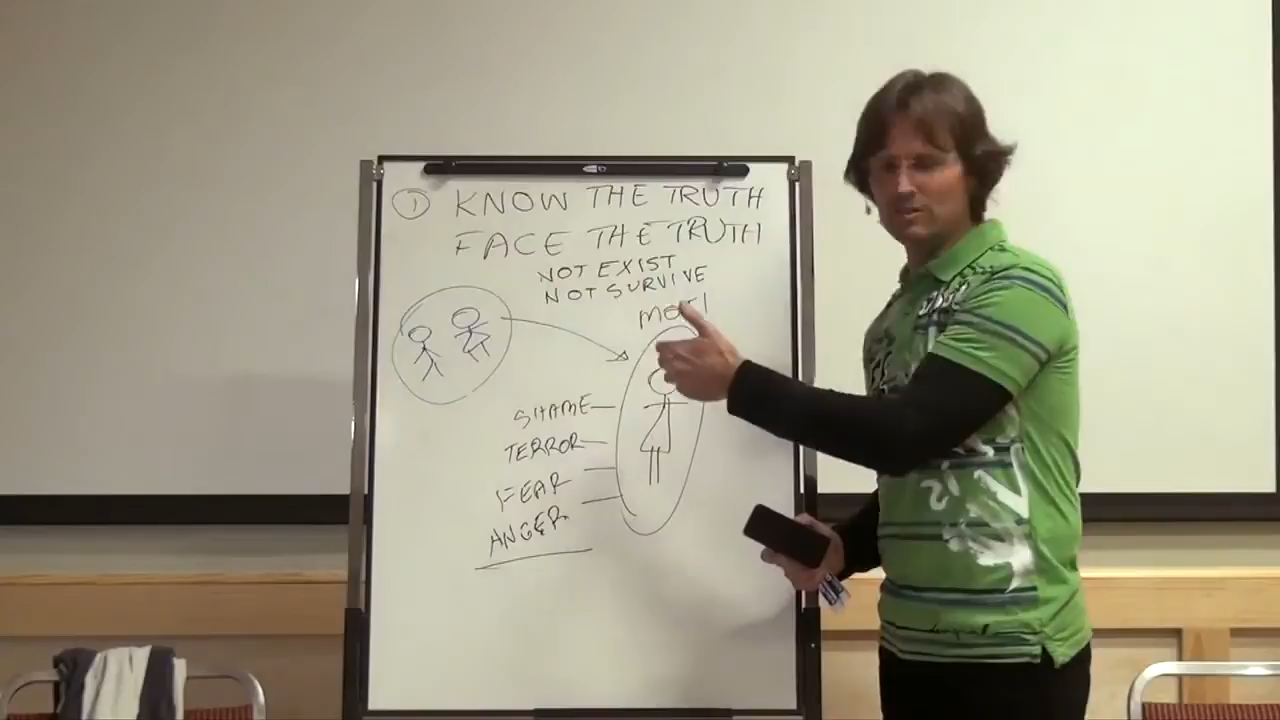 ① KNOW THE TRUTH
FACE THE TRUTH
NOT EXIST
NOT SURVIVE
SHAME
TERROR
FEAR
ANGER